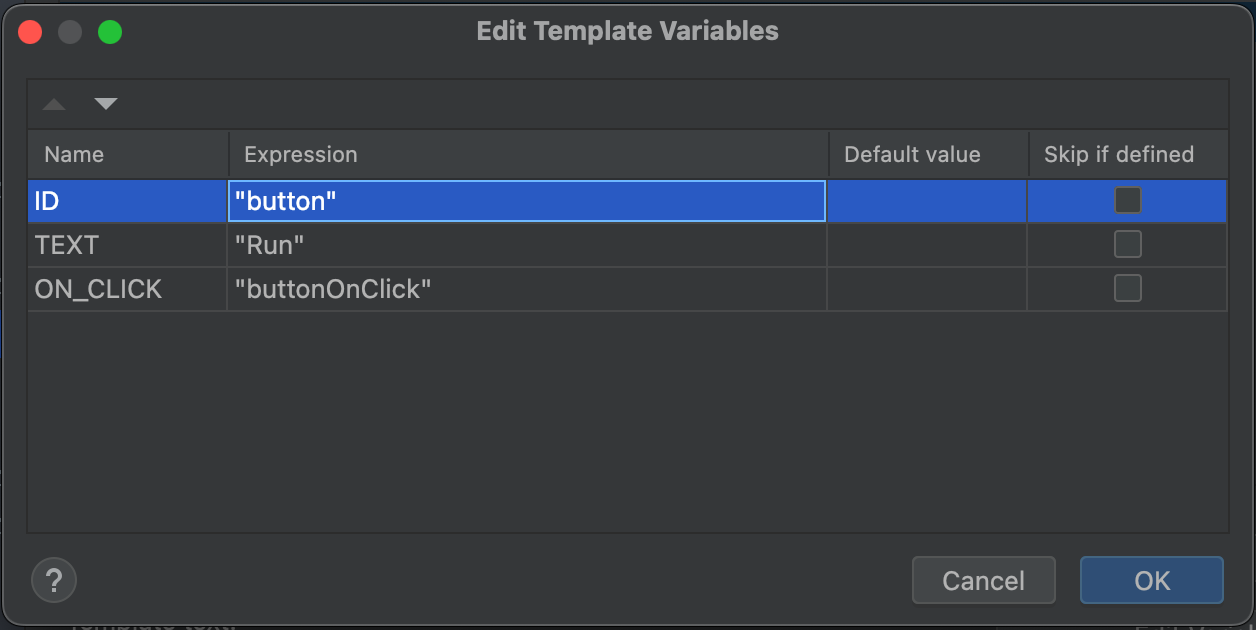 Edit Template Variables
Name Expression Default value Skip if defined
ID "button"
TEXT "Run"
ON_CLICK "buttonOnClick"
? Cancel OK